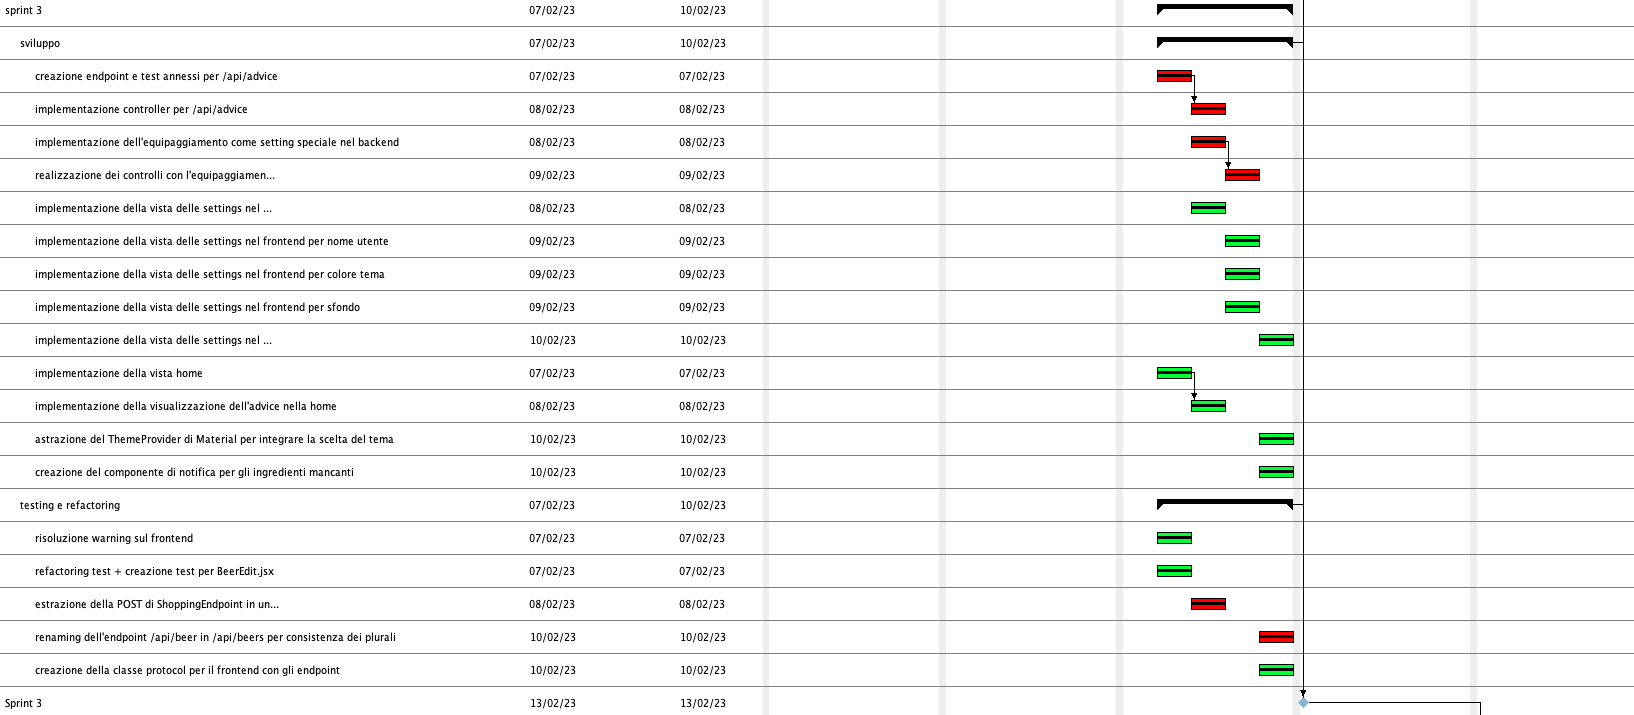 sprint 3 07/02/23 10/02/23
sviluppo 07/02/23 10/02/23
creazione endpoint e test annessi per /api/advice 07/02/23 07/02/23
implementazione controller per /api/advice 08/02/23 08/02/23
implementazione dell'equipaggiamento come setting speciale nel backend 08/02/23 08/02/23
realizzazione dei controlli con l'equipaggiamen... 09/02/23 09/02/23
implementazione della vista delle settings nel ... 08/02/23 08/02/23
implementazione della vista delle settings nel frontend per nome utente 09/02/23 09/02/23
implementazione della vista delle settings nel frontend per colore tema 09/02/23 09/02/23
implementazione della vista delle settings nel frontend per sfondo 09/02/23 09/02/23
implementazione della vista delle settings nel ... 10/02/23 10/02/23
implementazione della vista home 07/02/23 07/02/23
implementazione della visualizzazione dell'advice nella home 08/02/23 08/02/23
astrazione del ThemeProvider di Material per integrare la scelta del tema 10/02/23 10/02/23
creazione del componente di notifica per gli ingredienti mancanti 10/02/23 10/02/23
testing e refactoring 07/02/23 10/02/23
risoluzione warning sul frontend 07/02/23 07/02/23
refactoring test + creazione test per BeerEdit.jsx 07/02/23 07/02/23
estrazione della POST di ShoppingEndpoint in un... 08/02/23 08/02/23
renaming dell'endpoint /api/beer in /api/beers per consistenza dei plurali 10/02/23 10/02/23
creazione della classe protocol per il frontend con gli endpoint 10/02/23 10/02/23
Sprint 3 13/02/23 13/02/23